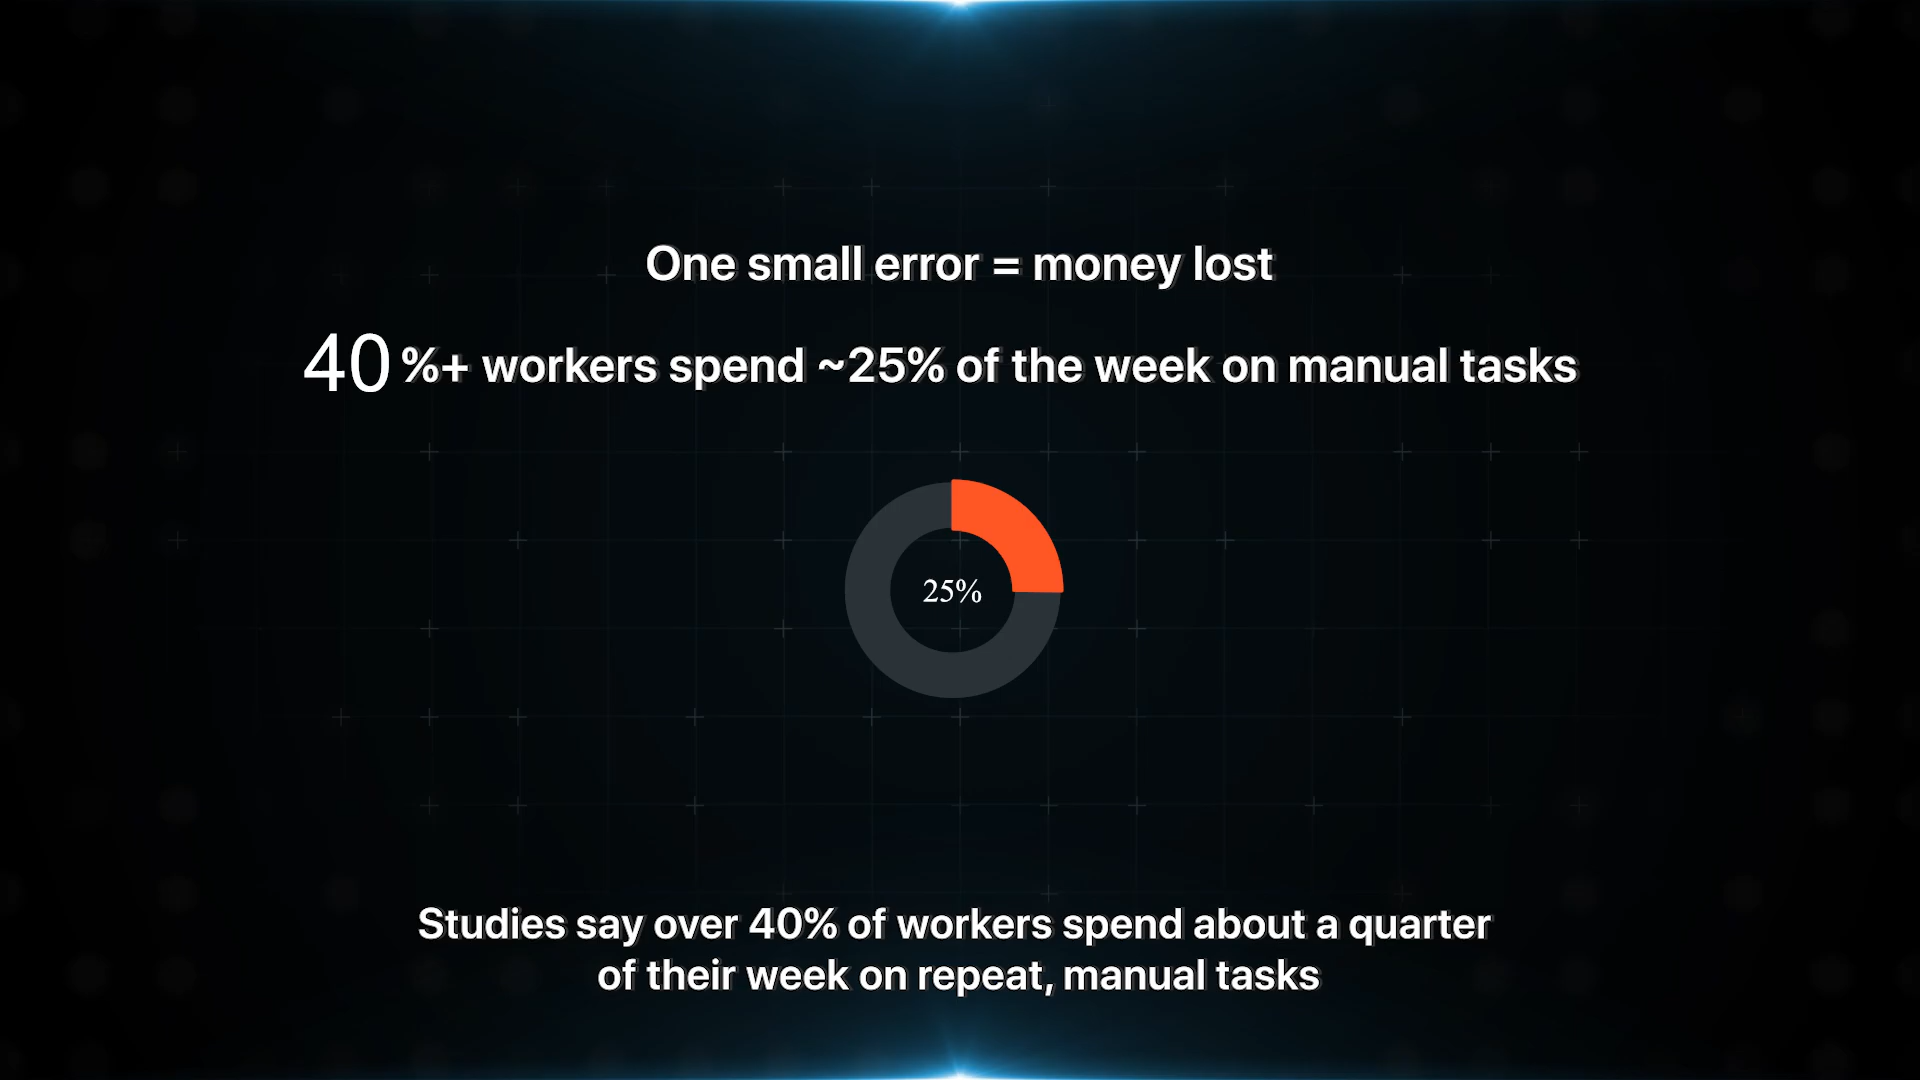 One small error = money lost
40%+ workers spend ~25% of the week on manual tasks
25%
Studies say over 40% of workers spend about a quarter
of their week on repeat, manual tasks